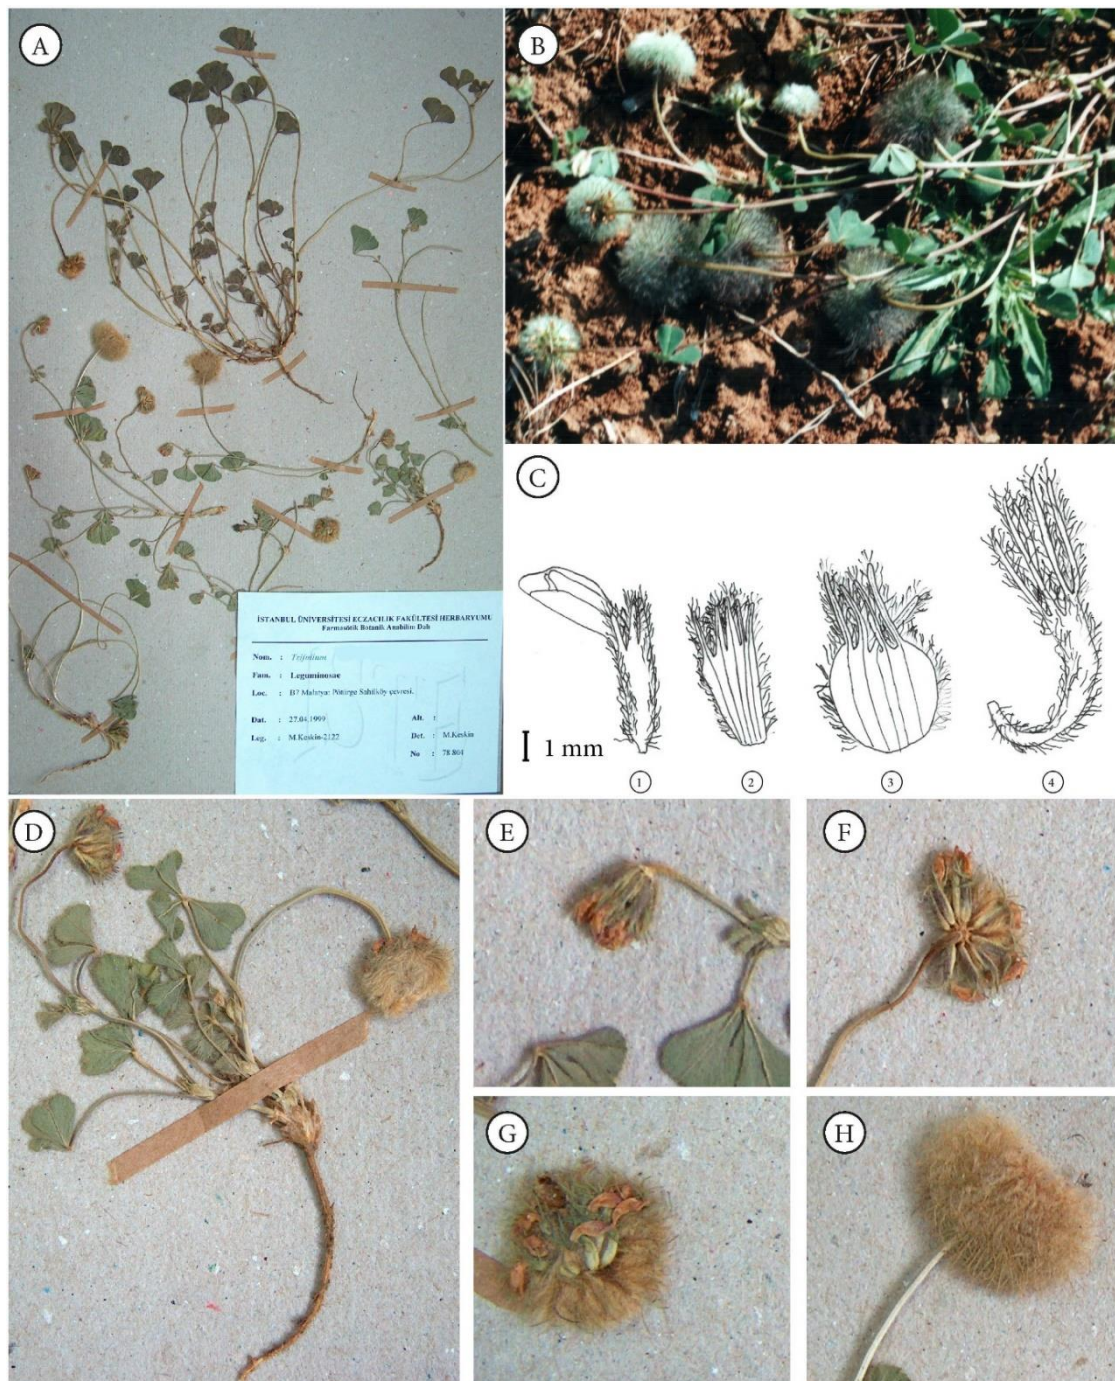 A
B
İSTANBUL ÜNİVERSİTESİ ECZACILIK FAKÜLTESİ HERBARYUMU
Farmasötik Botanik Anabilim Dalı
Nom. : Trifolium
Fam. : Leguminosae
Loc. : B7 Malatya: Pötürge Sahilköy çevresi.
Dat. : 27.04.1999 Alt. :
Leg. : M.Keskin-2122 Det. : M.Keskin
No : 78 804
C
1 mm
1 2 3 4
D
E
F
G
H